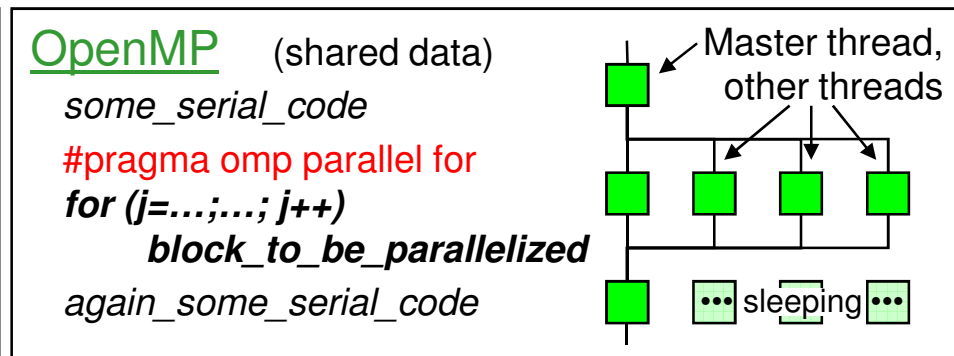 OpenMP (shared data)
some_serial_code
#pragma omp parallel for
for (j=…;…; j++)
block_to_be_parallelized
again_some_serial_code
Master thread,
other threads
••• sleeping •••